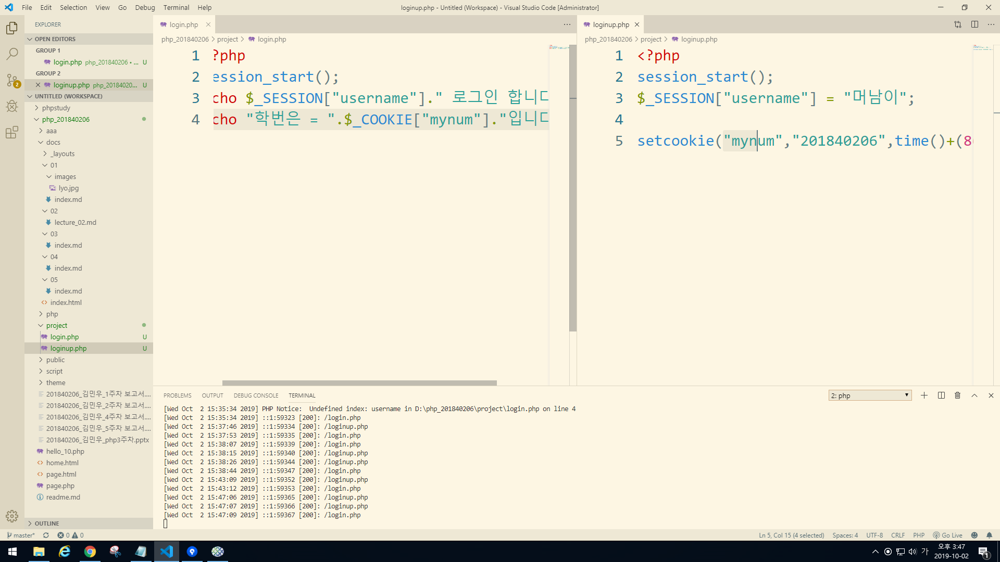 File Edit Selection View Go Debug Terminal Help
loginup.php - Untitled (Workspace) - Visual Studio Code [Administrator]
EXPLORER
OPEN EDITORS
GROUP 1
login.php php_201840206 • ... U
GROUP 2
loginup.php php_20184020... U
UNTITLED (WORKSPACE)
phpstudy
php_201840206
aaa
docs
_layouts
01
images
lyo.jpg
index.md
02
lecture_02.md
03
index.md
04
index.md
05
index.md
index.html
php
project
login.php U
loginup.php U
public
script
theme
201840206_김민우_1주차 보고서....
201840206_김민우_2주차 보고서....
201840206_김민우_4주차 보고서....
201840206_김민우_5주차 보고서....
201840206_김민우_php3주차.pptx
hello_10.php
home.html
page.html
page.php
readme.md
OUTLINE
login.php
php_201840206 > project > login.php
1 ?php
2 ession_start();
3 cho $_SESSION["username"]." 로그인 합니다
4 cho "학번은 = ".$_COOKIE["mynum"]."입니다
loginup.php
php_201840206 > project > loginup.php
1 <?php
2 session_start();
3 $_SESSION["username"] = "머남이";
4
5 setcookie("mynum","201840206",time()+(8
PROBLEMS OUTPUT DEBUG CONSOLE TERMINAL
2: php
[Wed Oct  2 15:35:34 2019] PHP Notice:  Undefined index: username in D:\php_201840206\project\login.php on line 4
[Wed Oct  2 15:35:34 2019] ::1:59323 [200]: /login.php
[Wed Oct  2 15:37:46 2019] ::1:59334 [200]: /loginup.php
[Wed Oct  2 15:37:53 2019] ::1:59335 [200]: /login.php
[Wed Oct  2 15:38:07 2019] ::1:59339 [200]: /login.php
[Wed Oct  2 15:38:15 2019] ::1:59340 [200]: /loginup.php
[Wed Oct  2 15:38:26 2019] ::1:59344 [200]: /loginup.php
[Wed Oct  2 15:38:44 2019] ::1:59347 [200]: /login.php
[Wed Oct  2 15:43:09 2019] ::1:59352 [200]: /loginup.php
[Wed Oct  2 15:43:12 2019] ::1:59353 [200]: /login.php
[Wed Oct  2 15:47:06 2019] ::1:59365 [200]: /loginup.php
[Wed Oct  2 15:47:07 2019] ::1:59366 [200]: /loginup.php
[Wed Oct  2 15:47:09 2019] ::1:59367 [200]: /login.php
master* 0 0
Ln 5, Col 15 (4 selected) Spaces: 4 UTF-8 CRLF PHP Go Live
가
오후 3:47
2019-10-02
1
2